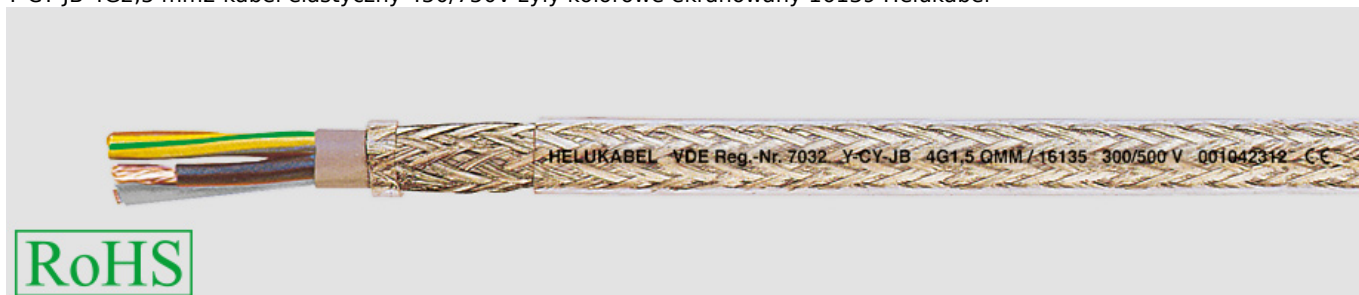 HELUKABEL VDE Reg.-Nr. 7032 Y-CY-JB 4G1,5 QMM / 16135 300/500 V 001042312 CE
RoHS